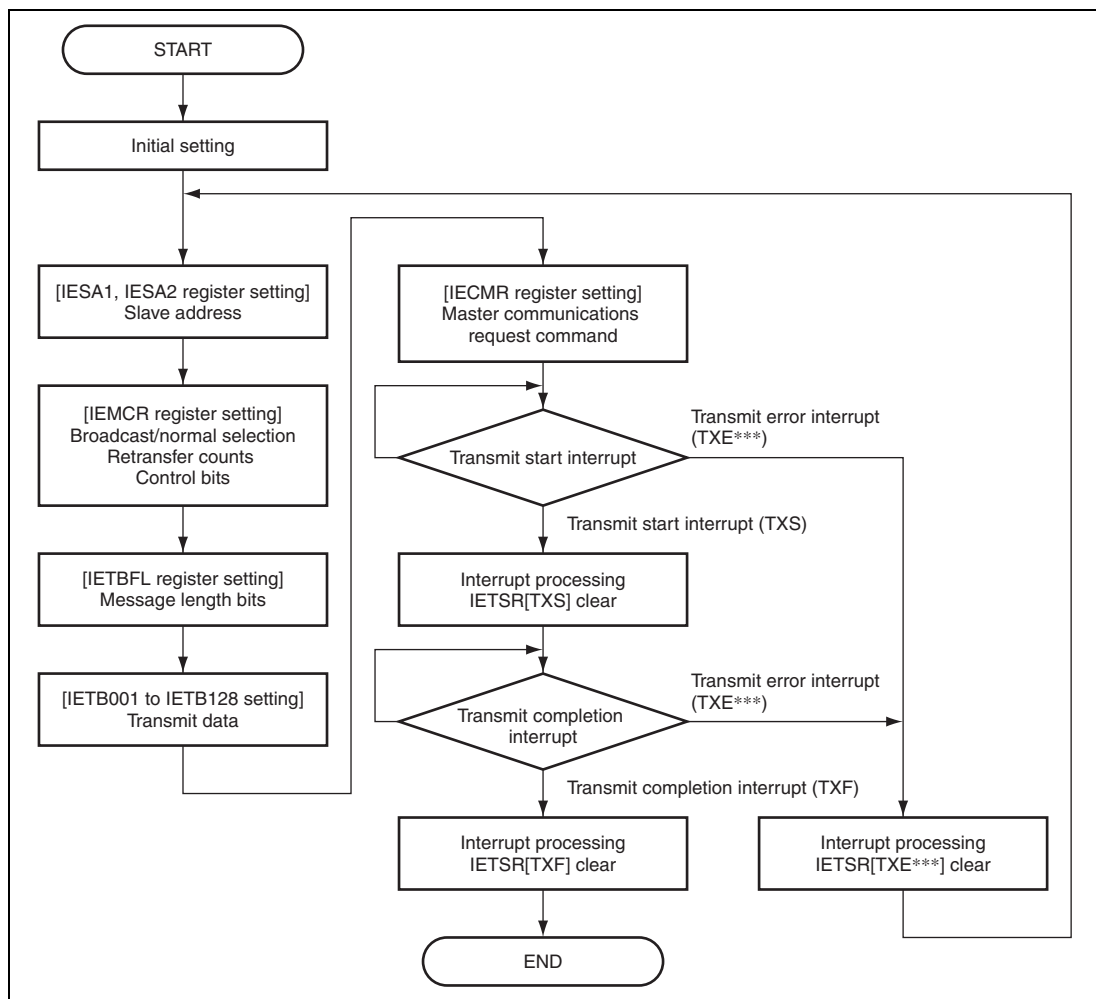 START
Initial setting
[IESA1, IESA2 register setting]
Slave address
[IEMCR register setting]
Broadcast/normal selection
Retransfer counts
Control bits
[IETBFL register setting]
Message length bits
[IETB001 to IETB128 setting]
Transmit data
[IECMR register setting]
Master communications
request command
Transmit start interrupt
Transmit error interrupt
(TXE***)
Transmit start interrupt (TXS)
Interrupt processing
IETSR[TXS] clear
Transmit completion
interrupt
Transmit error interrupt
(TXE***)
Transmit completion interrupt (TXF)
Interrupt processing
IETSR[TXF] clear
Interrupt processing
IETSR[TXE***] clear
END